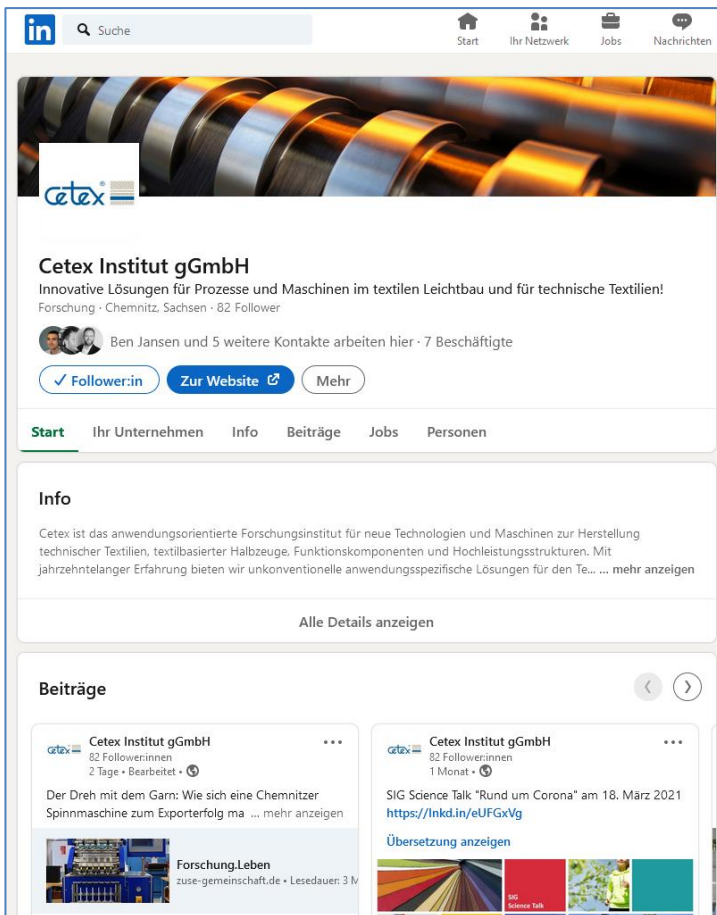 in
Suche
Start
Ihr Netzwerk
Jobs
Nachrichten
cetex
Cetex Institut gGmbH
Innovative Lösungen für Prozesse und Maschinen im textilen Leichtbau und für technische Textilien!
Forschung · Chemnitz, Sachsen · 82 Follower
Ben Jansen und 5 weitere Kontakte arbeiten hier · 7 Beschäftigte
✓ Follower:in
Zur Website
Mehr
Start
Ihr Unternehmen
Info
Beiträge
Jobs
Personen
Info
Cetex ist das anwendungsorientierte Forschungsinstitut für neue Technologien und Maschinen zur Herstellung
technischer Textilien, textilbasierter Halbzeuge, Funktionskomponenten und Hochleistungsstrukturen. Mit
jahrzehntelanger Erfahrung bieten wir unkonventionelle anwendungsspezifische Lösungen für den Te... ... mehr anzeigen
Alle Details anzeigen
Beiträge
cetex
Cetex Institut gGmbH
82 Follower:innen
2 Tage • Bearbeitet •
Der Dreh mit dem Garn: Wie sich eine Chemnitzer
Spinnmaschine zum Exporterfolg ma ... mehr anzeigen
Forschung.Leben
zuse-gemeinschaft.de • Lesedauer: 3 M
cetex
Cetex Institut gGmbH
82 Follower:innen
1 Monat •
SIG Science Talk "Rund um Corona" am 18. März 2021
https://lnkd.in/eUFGxVg
Übersetzung anzeigen
SIG
Science Talk